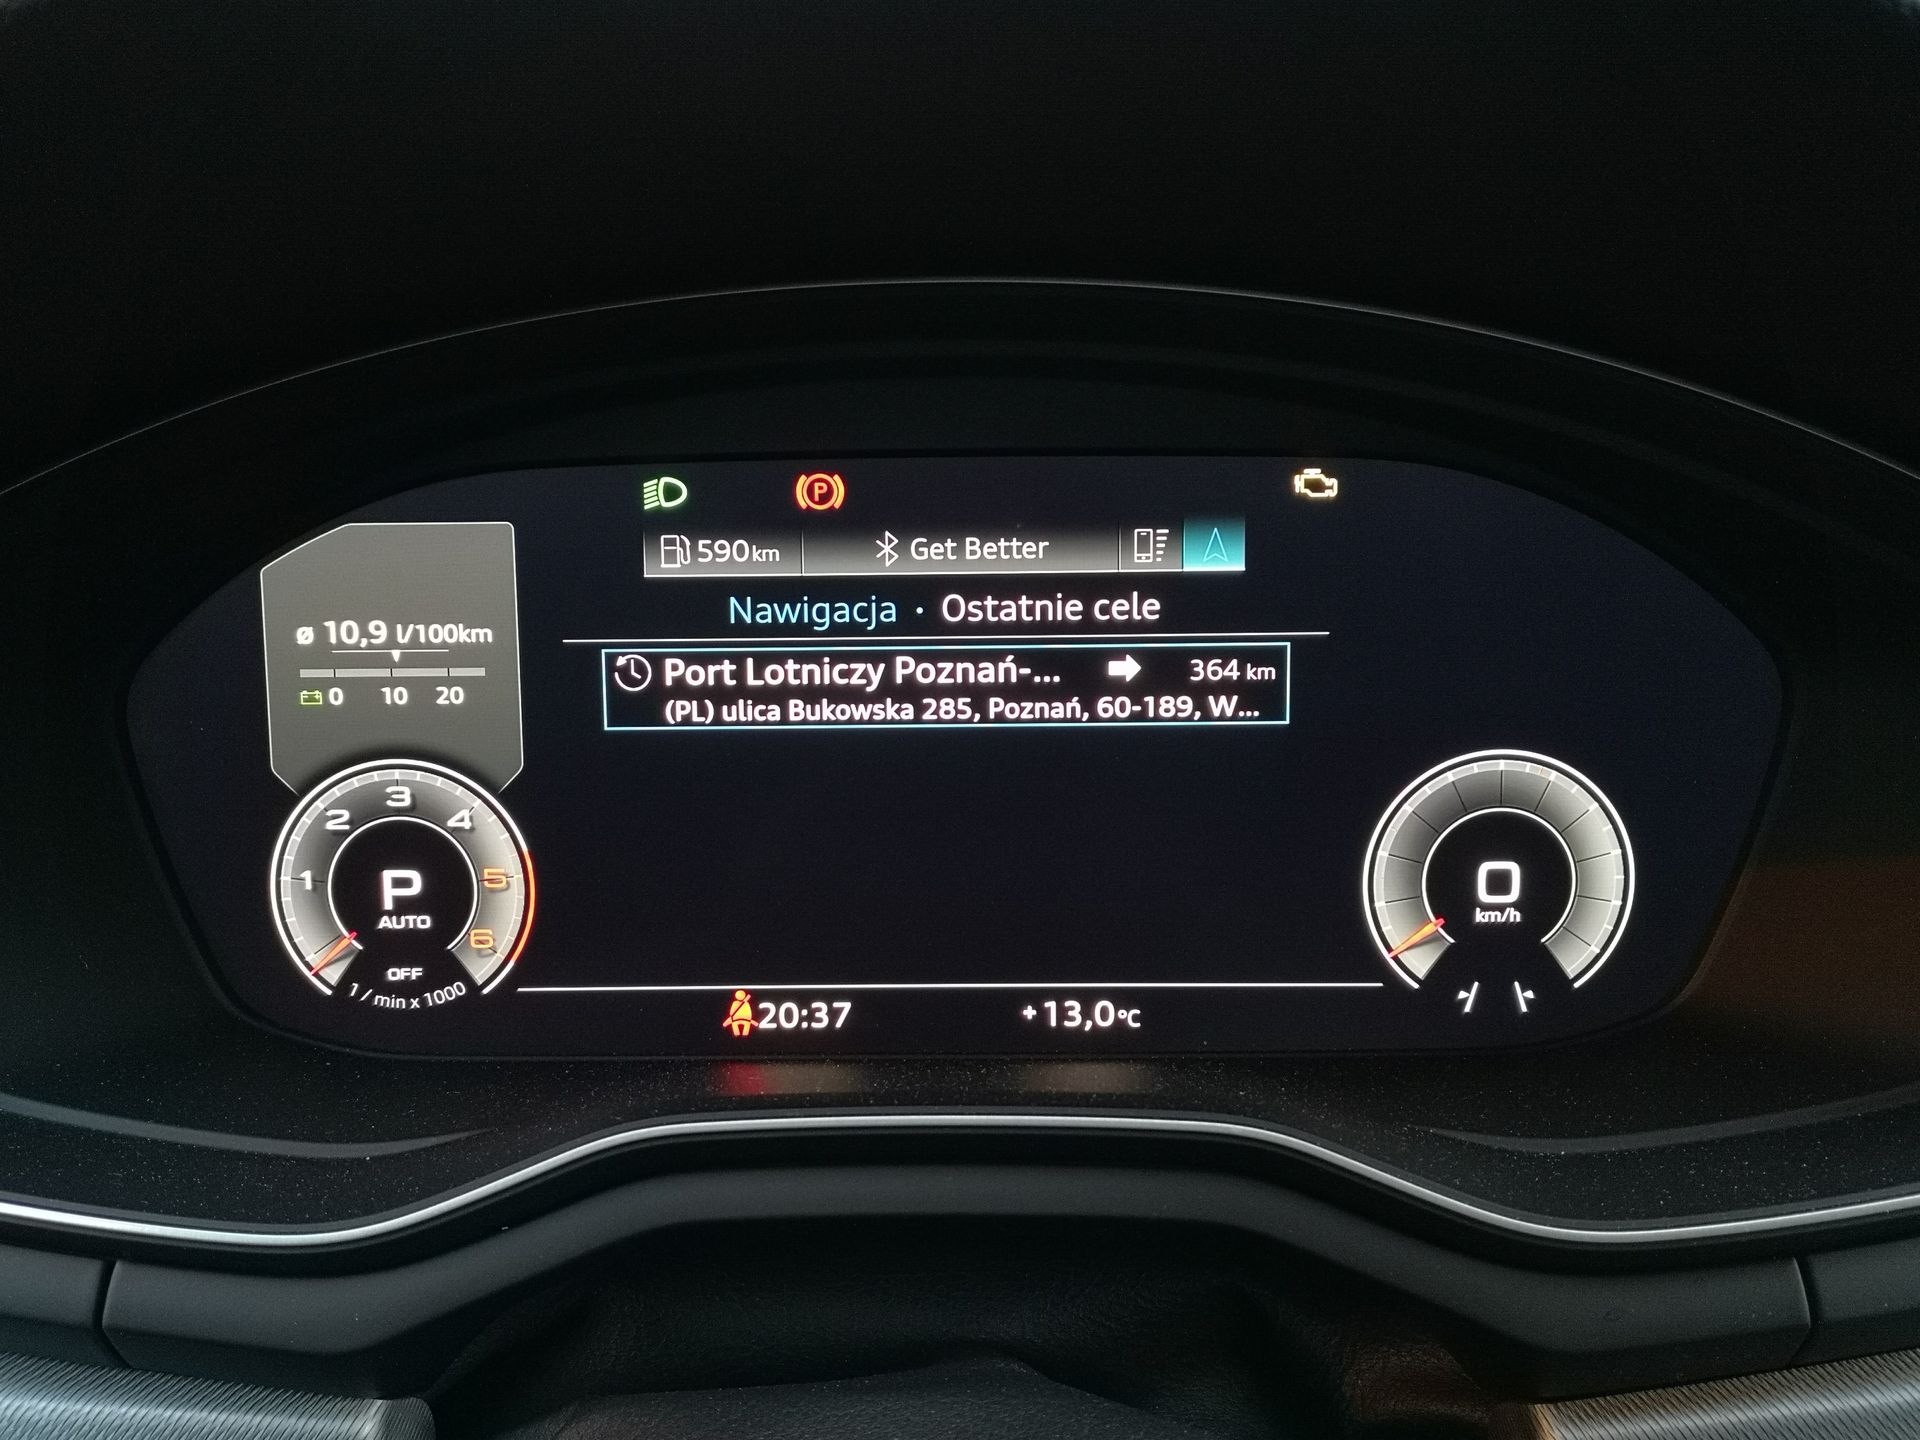 P
590 km
Get Better
Nawigacja · Ostatnie cele
Port Lotniczy Poznań-... 364 km
(PL) ulica Bukowska 285, Poznań, 60-189, W...
ø 10,9 l/100km
0 10 20
1 2 3 4 5 6
P
AUTO
OFF
1 / min x 1000
0
km/h
20:37
+13,0°C